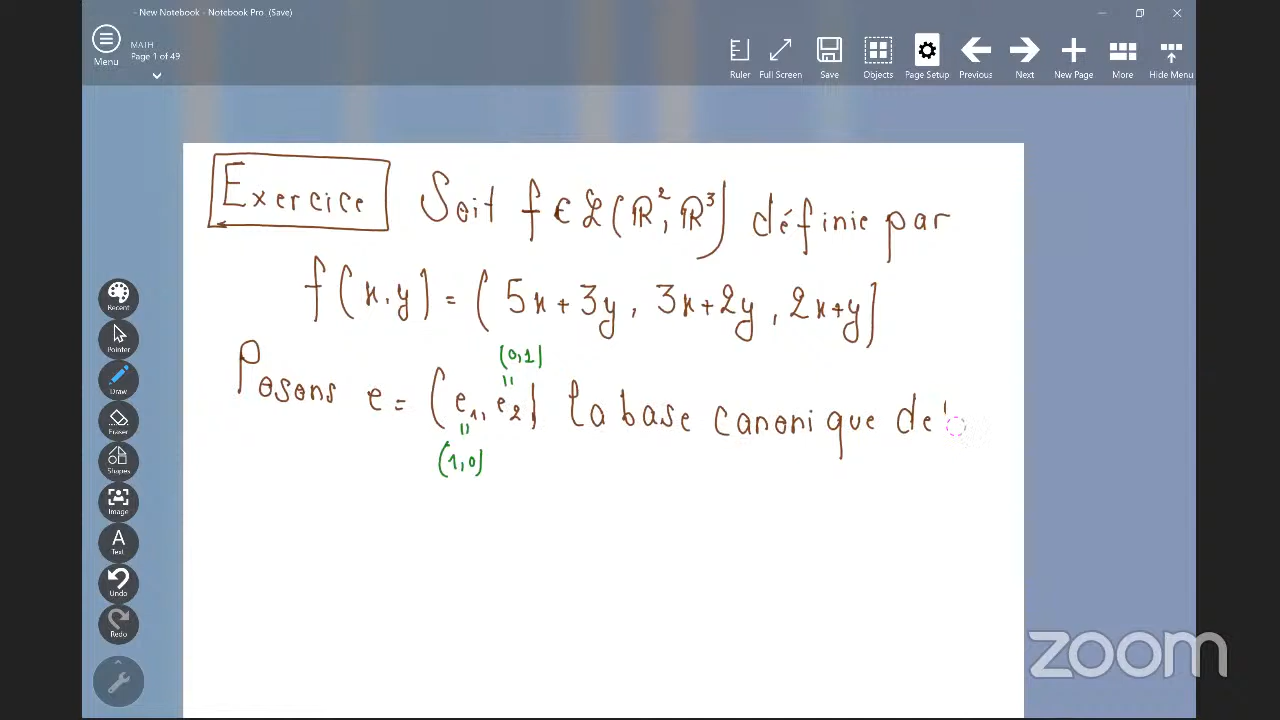 - New Notebook - Notebook Pro (Save)
Menu
MATH
Page 1 of 49
Ruler
Full Screen
Save
Objects
Page Setup
Previous
Next
New Page
More
Hide Menu
Recent
Pointer
Draw
Eraser
Shapes
Image
A
Text
Undo
Redo
Exercice Soit f ∈ ℒ(ℝ², ℝ³) définie par
f(x,y) = (5x + 3y, 3x + 2y, 2x + y)
(0,1)
"
Posons e = (e₁, e₂) la base canonique de
"
(1,0)
zoom